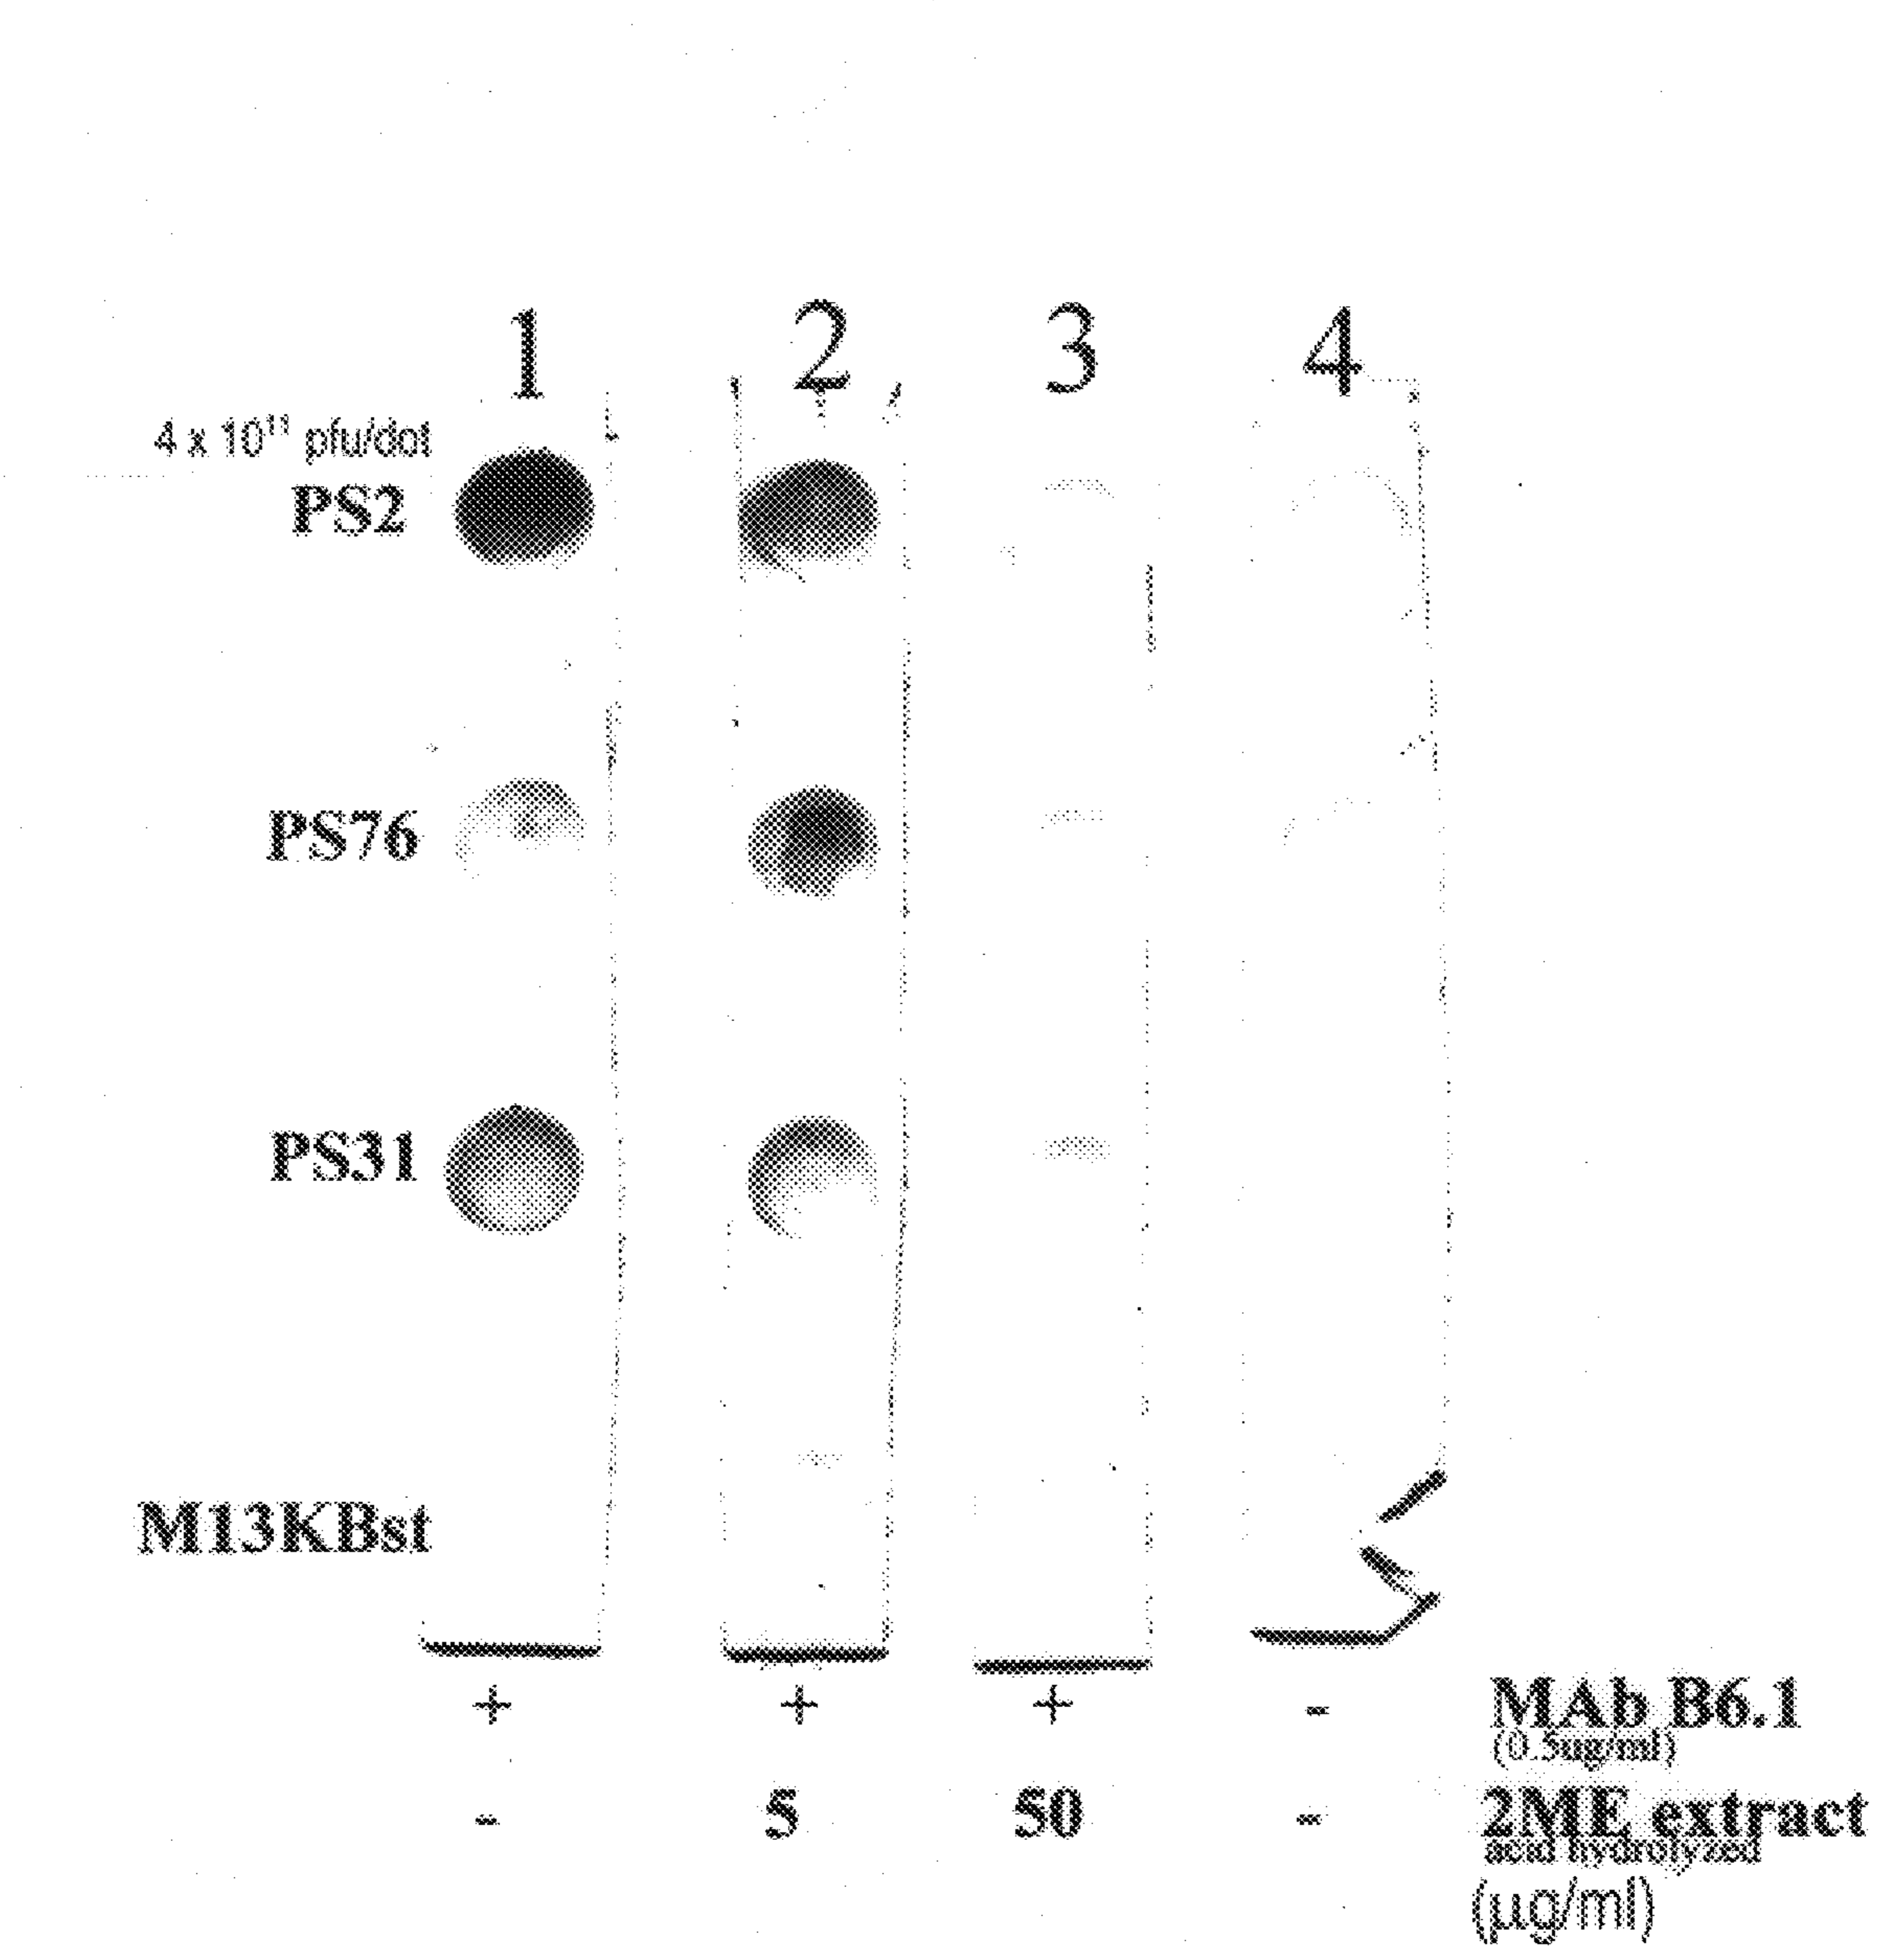 1 2 3 4
4 x 10¹¹ pfu/dot
PS2
PS76
PS31
M13KBst
+ + + - MAb B6.1
(0.5ug/ml)
- 5 50 - 2ME extract
acid hydrolyzed
(µg/ml)